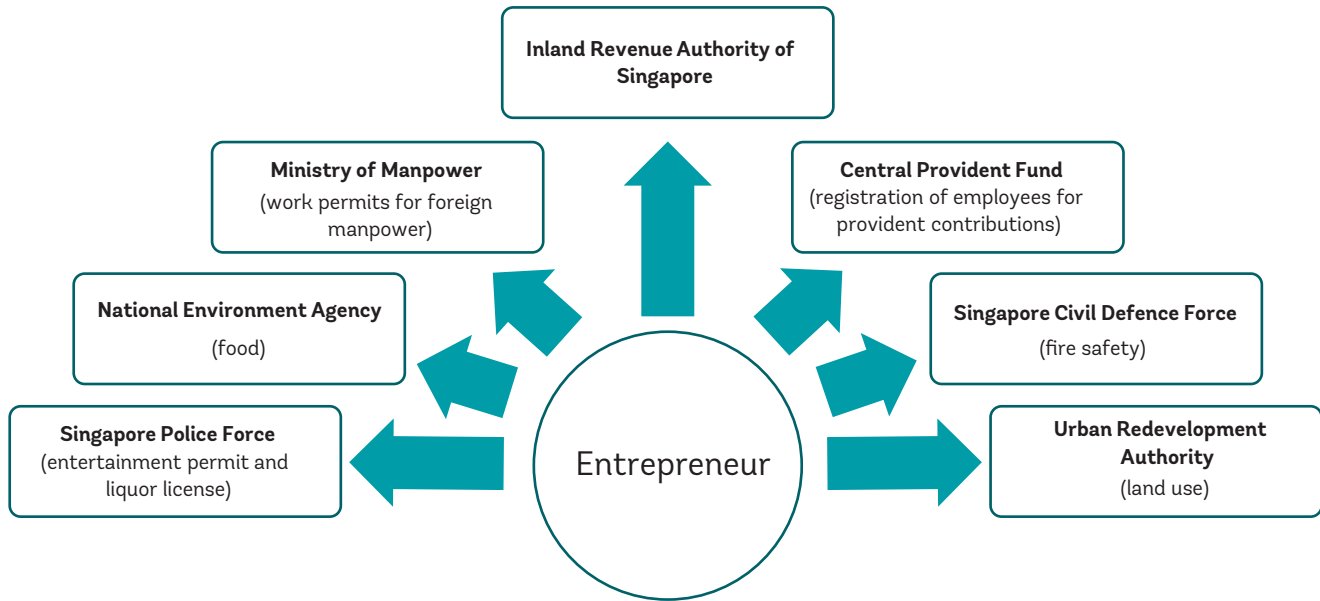 Inland Revenue Authority of
Singapore
Ministry of Manpower
(work permits for foreign
manpower)
Central Provident Fund
(registration of employees for
provident contributions)
National Environment Agency
(food)
Singapore Civil Defence Force
(fire safety)
Singapore Police Force
(entertainment permit and
liquor license)
Entrepreneur
Urban Redevelopment
Authority
(land use)